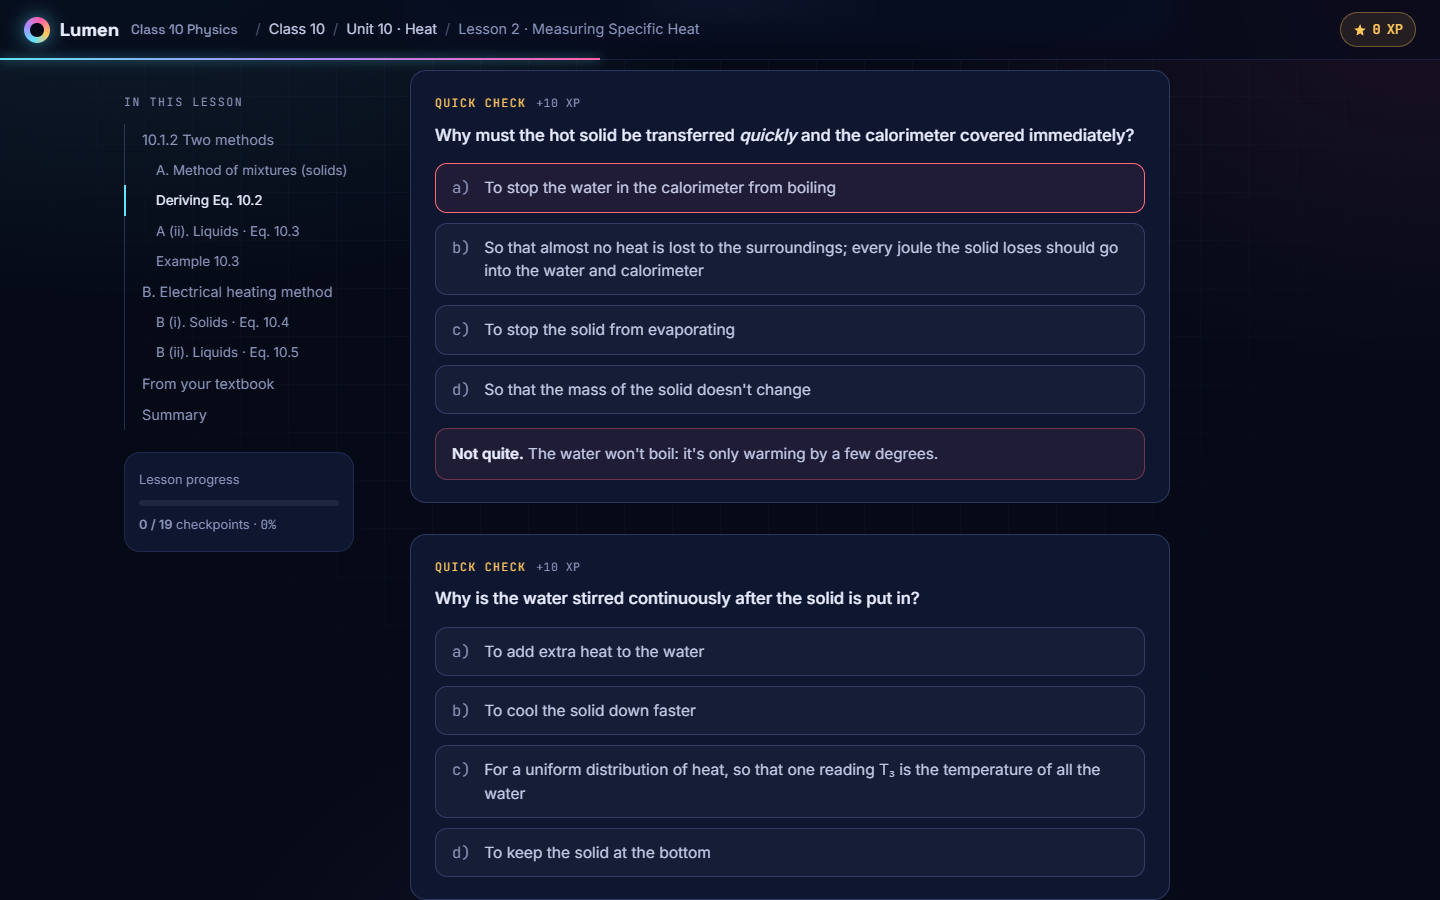 Lumen Class 10 Physics / Class 10 / Unit 10 · Heat / Lesson 2 · Measuring Specific Heat
★ 0 XP
IN THIS LESSON
10.1.2 Two methods
A. Method of mixtures (solids)
Deriving Eq. 10.2
A (ii). Liquids · Eq. 10.3
Example 10.3
B. Electrical heating method
B (i). Solids · Eq. 10.4
B (ii). Liquids · Eq. 10.5
From your textbook
Summary
Lesson progress
0 / 19 checkpoints · 0%
QUICK CHECK +10 XP
Why must the hot solid be transferred quickly and the calorimeter covered immediately?
a) To stop the water in the calorimeter from boiling
b) So that almost no heat is lost to the surroundings; every joule the solid loses should go
into the water and calorimeter
c) To stop the solid from evaporating
d) So that the mass of the solid doesn't change
Not quite. The water won't boil: it's only warming by a few degrees.
QUICK CHECK +10 XP
Why is the water stirred continuously after the solid is put in?
a) To add extra heat to the water
b) To cool the solid down faster
c) For a uniform distribution of heat, so that one reading T₃ is the temperature of all the
water
d) To keep the solid at the bottom